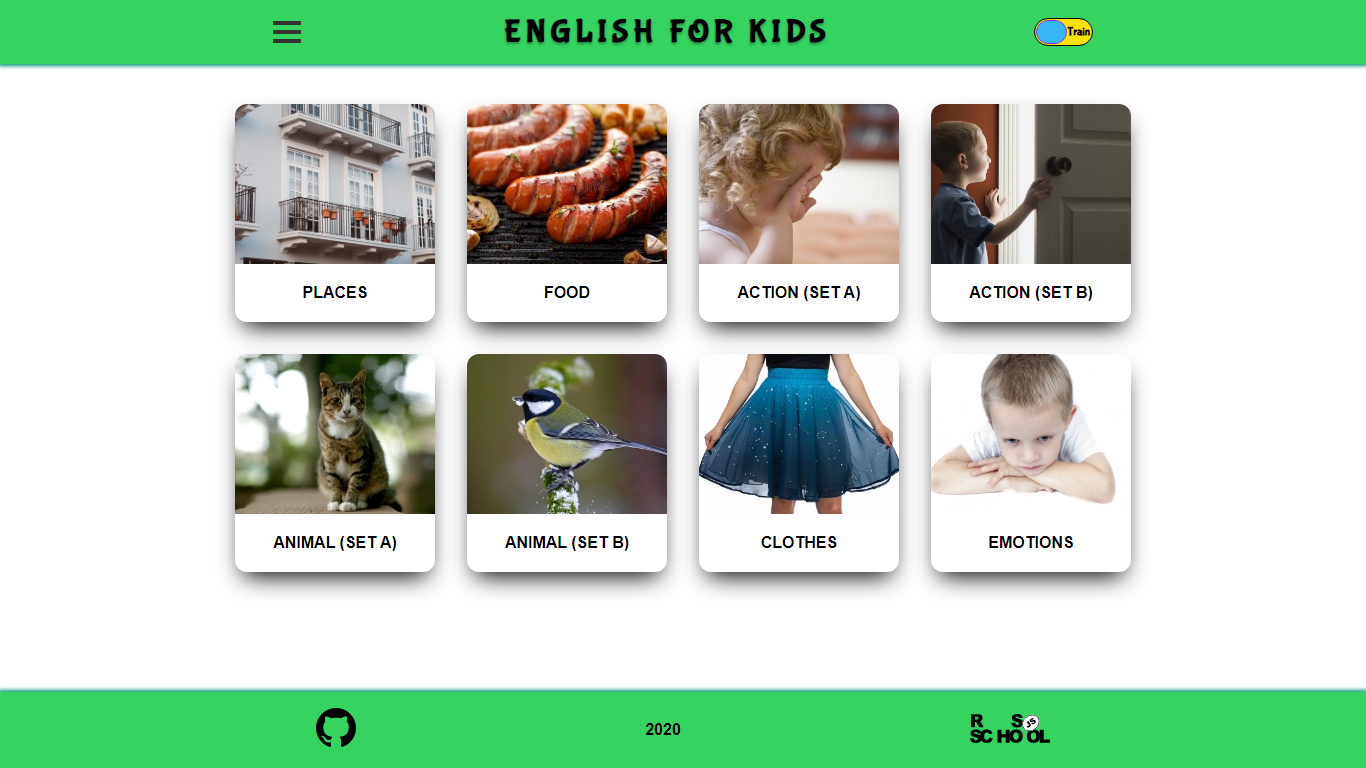 ENGLISH FOR KIDS
Train
PLACES
FOOD
ACTION (SET A)
ACTION (SET B)
ANIMAL (SET A)
ANIMAL (SET B)
CLOTHES
EMOTIONS
2020
R S JS
SCHOOL